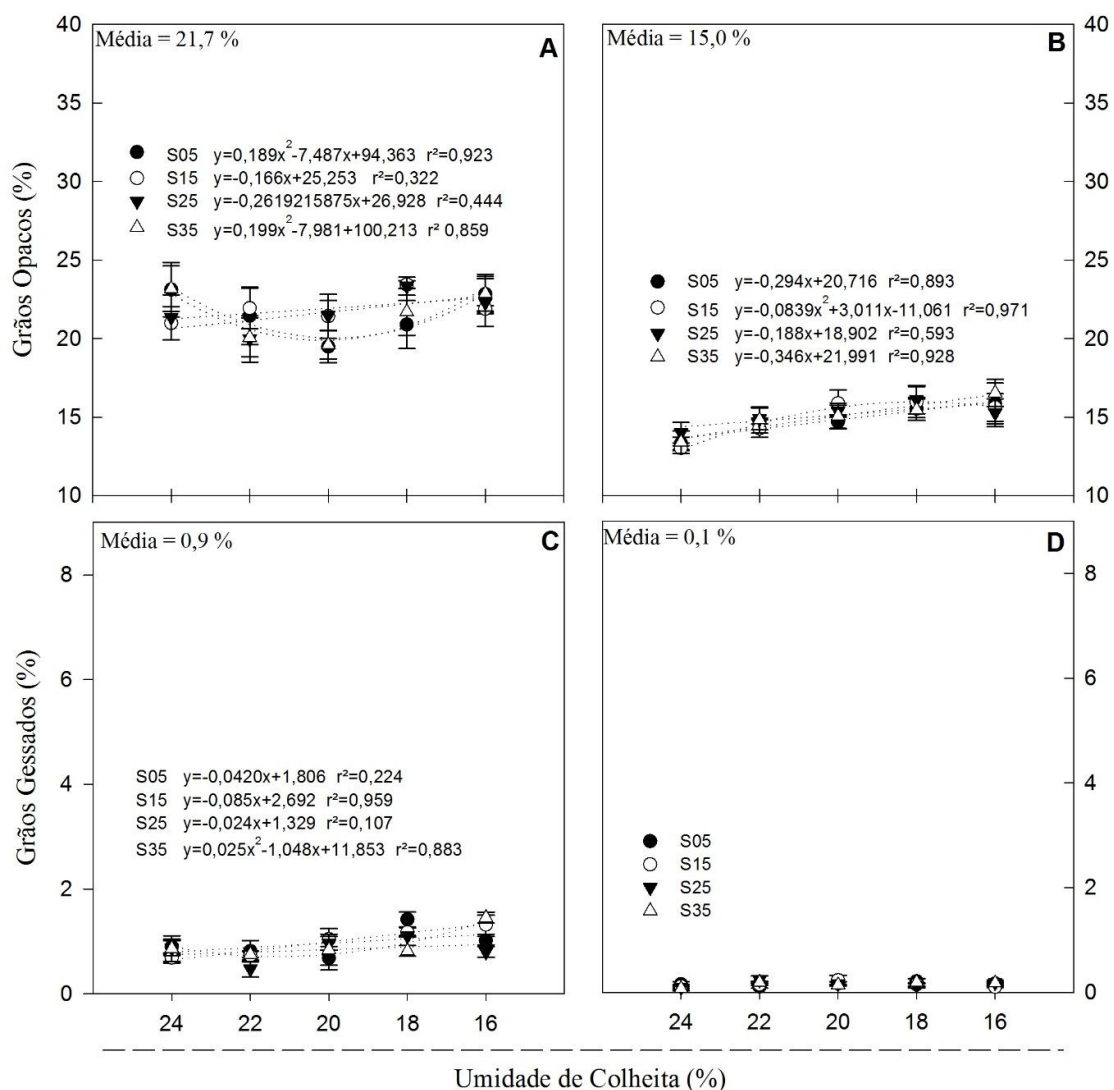 Média = 21,7 %
A
S05 y=0,189x²-7,487x+94,363 r²=0,923
S15 y=-0,166x+25,253 r²=0,322
S25 y=-0,2619215875x+26,928 r²=0,444
S35 y=0,199x²-7,981+100,213 r² 0,859
40
35
30
25
20
15
10
Grãos Opacos (%)
Média = 15,0 %
B
S05 y=-0,294x+20,716 r²=0,893
S15 y=-0,0839x²+3,011x-11,061 r²=0,971
S25 y=-0,188x+18,902 r²=0,593
S35 y=-0,346x+21,991 r²=0,928
40
35
30
25
20
15
10
Média = 0,9 %
C
S05 y=-0,0420x+1,806 r²=0,224
S15 y=-0,085x+2,692 r²=0,959
S25 y=-0,024x+1,329 r²=0,107
S35 y=0,025x²-1,048x+11,853 r²=0,883
8
6
4
2
0
Grãos Gessados (%)
24 22 20 18 16
Média = 0,1 %
D
S05
S15
S25
S35
8
6
4
2
0
24 22 20 18 16
Umidade de Colheita (%)